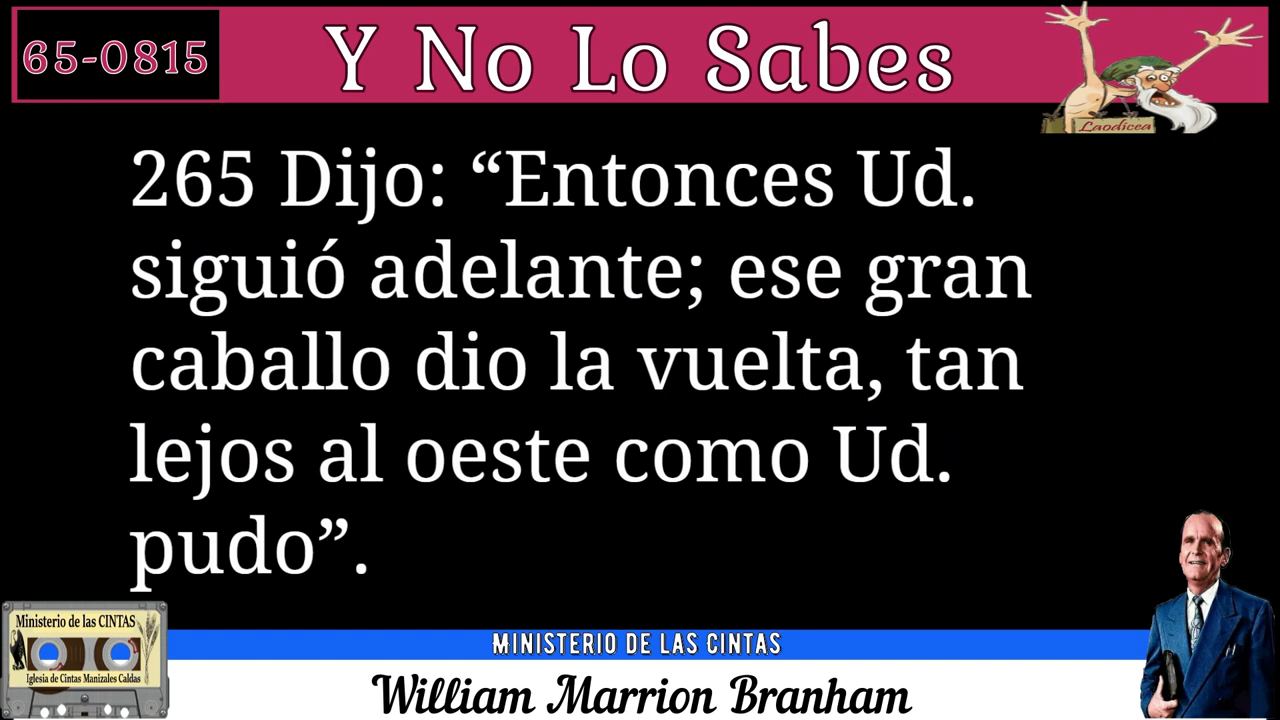 65-0815
Y No Lo Sabes
Laodicea
265 Dijo: “Entonces Ud.
siguió adelante; ese gran
caballo dio la vuelta, tan
lejos al oeste como Ud.
pudo”.
Ministerio de las CINTAS
Iglesia de Cintas Manizales Caldas
MINISTERIO DE LAS CINTAS
William Marrion Branham